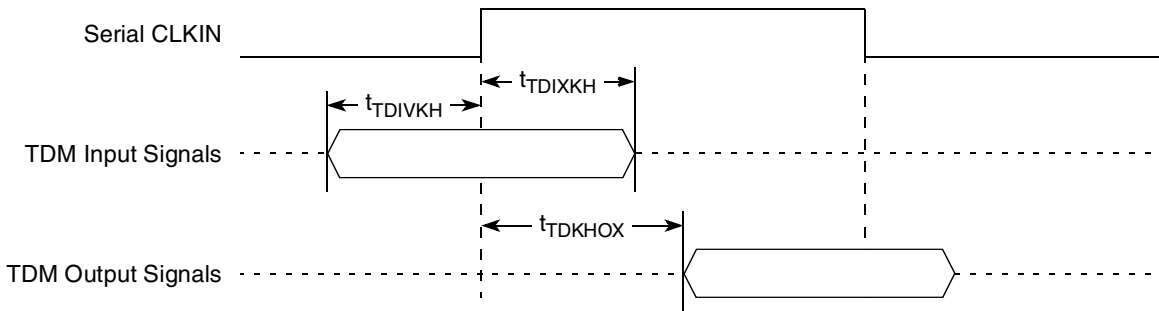 Serial CLKIN
tTDIXKH
tTDIVKH
TDM Input Signals
tTDKHOX
TDM Output Signals